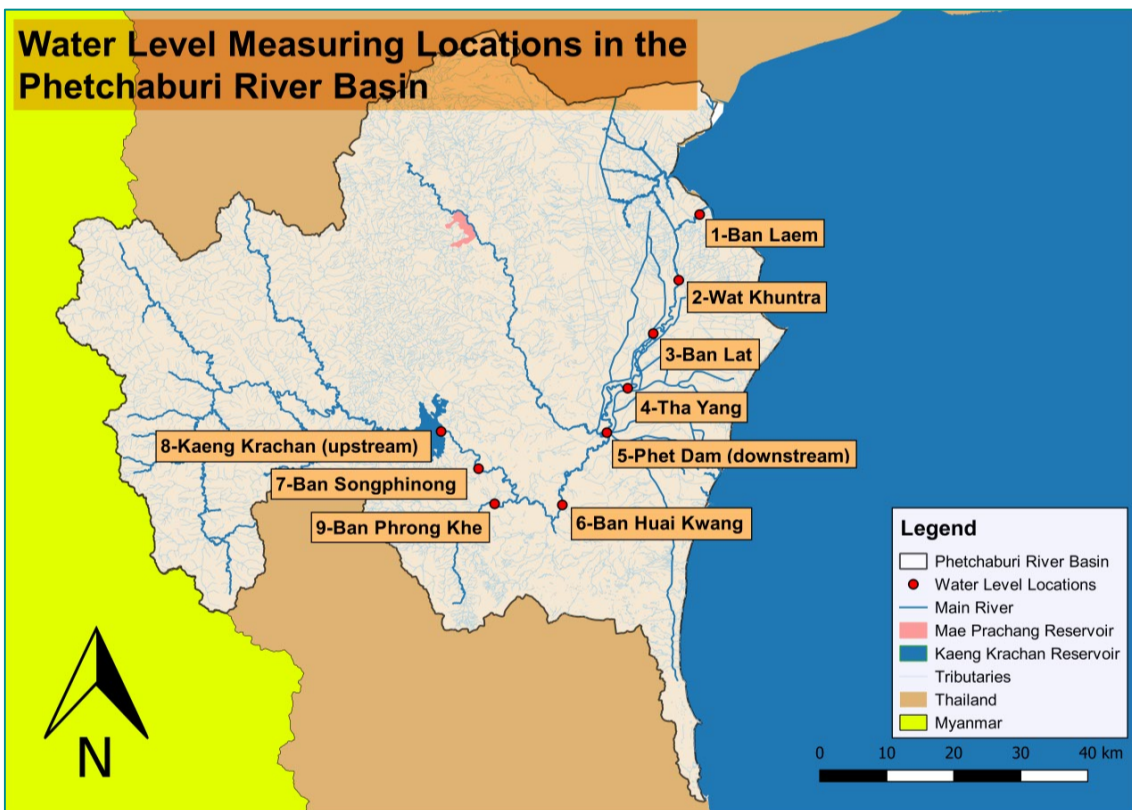 Water Level Measuring Locations in the
Phetchaburi River Basin
1-Ban Laem
2-Wat Khuntra
3-Ban Lat
4-Tha Yang
8-Kaeng Krachan (upstream)
5-Phet Dam (downstream)
7-Ban Songphinong
9-Ban Phrong Khe
6-Ban Huai Kwang
Legend
Phetchaburi River Basin
Water Level Locations
Main River
Mae Prachang Reservoir
Kaeng Krachan Reservoir
Tributaries
Thailand
Myanmar
N
0 10 20 30 40 km